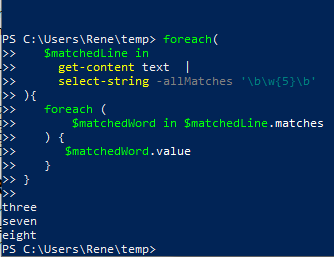 PS C:\Users\Rene\temp> foreach(
>>    $matchedLine in
>>      get-content text  |
>>      select-string -allMatches '\b\w{5}\b'
>> ){
>>    foreach (
>>        $matchedWord in $matchedLine.matches
>>    ) {
>>       $matchedWord.value
>>    }
>> }
>>
three
seven
eight
PS C:\Users\Rene\temp>